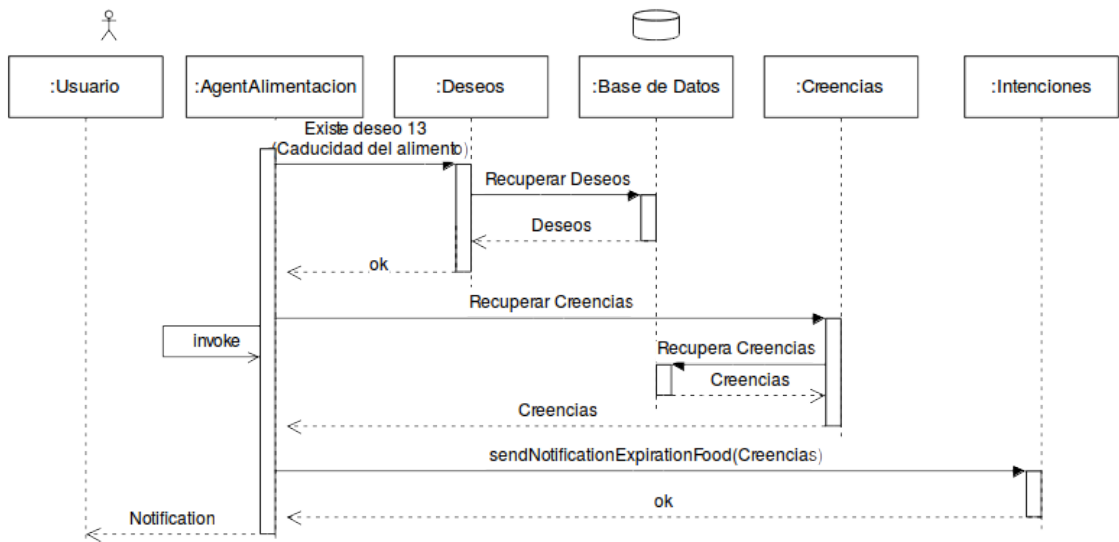 :Usuario
:AgentAlimentacion
:Deseos
:Base de Datos
:Creencias
:Intenciones
Existe deseo 13
(Caducidad del alimento)
Recuperar Deseos
Deseos
ok
Recuperar Creencias
invoke
Recupera Creencias
Creencias
Creencias
sendNotificationExpirationFood(Creencias)
ok
Notification